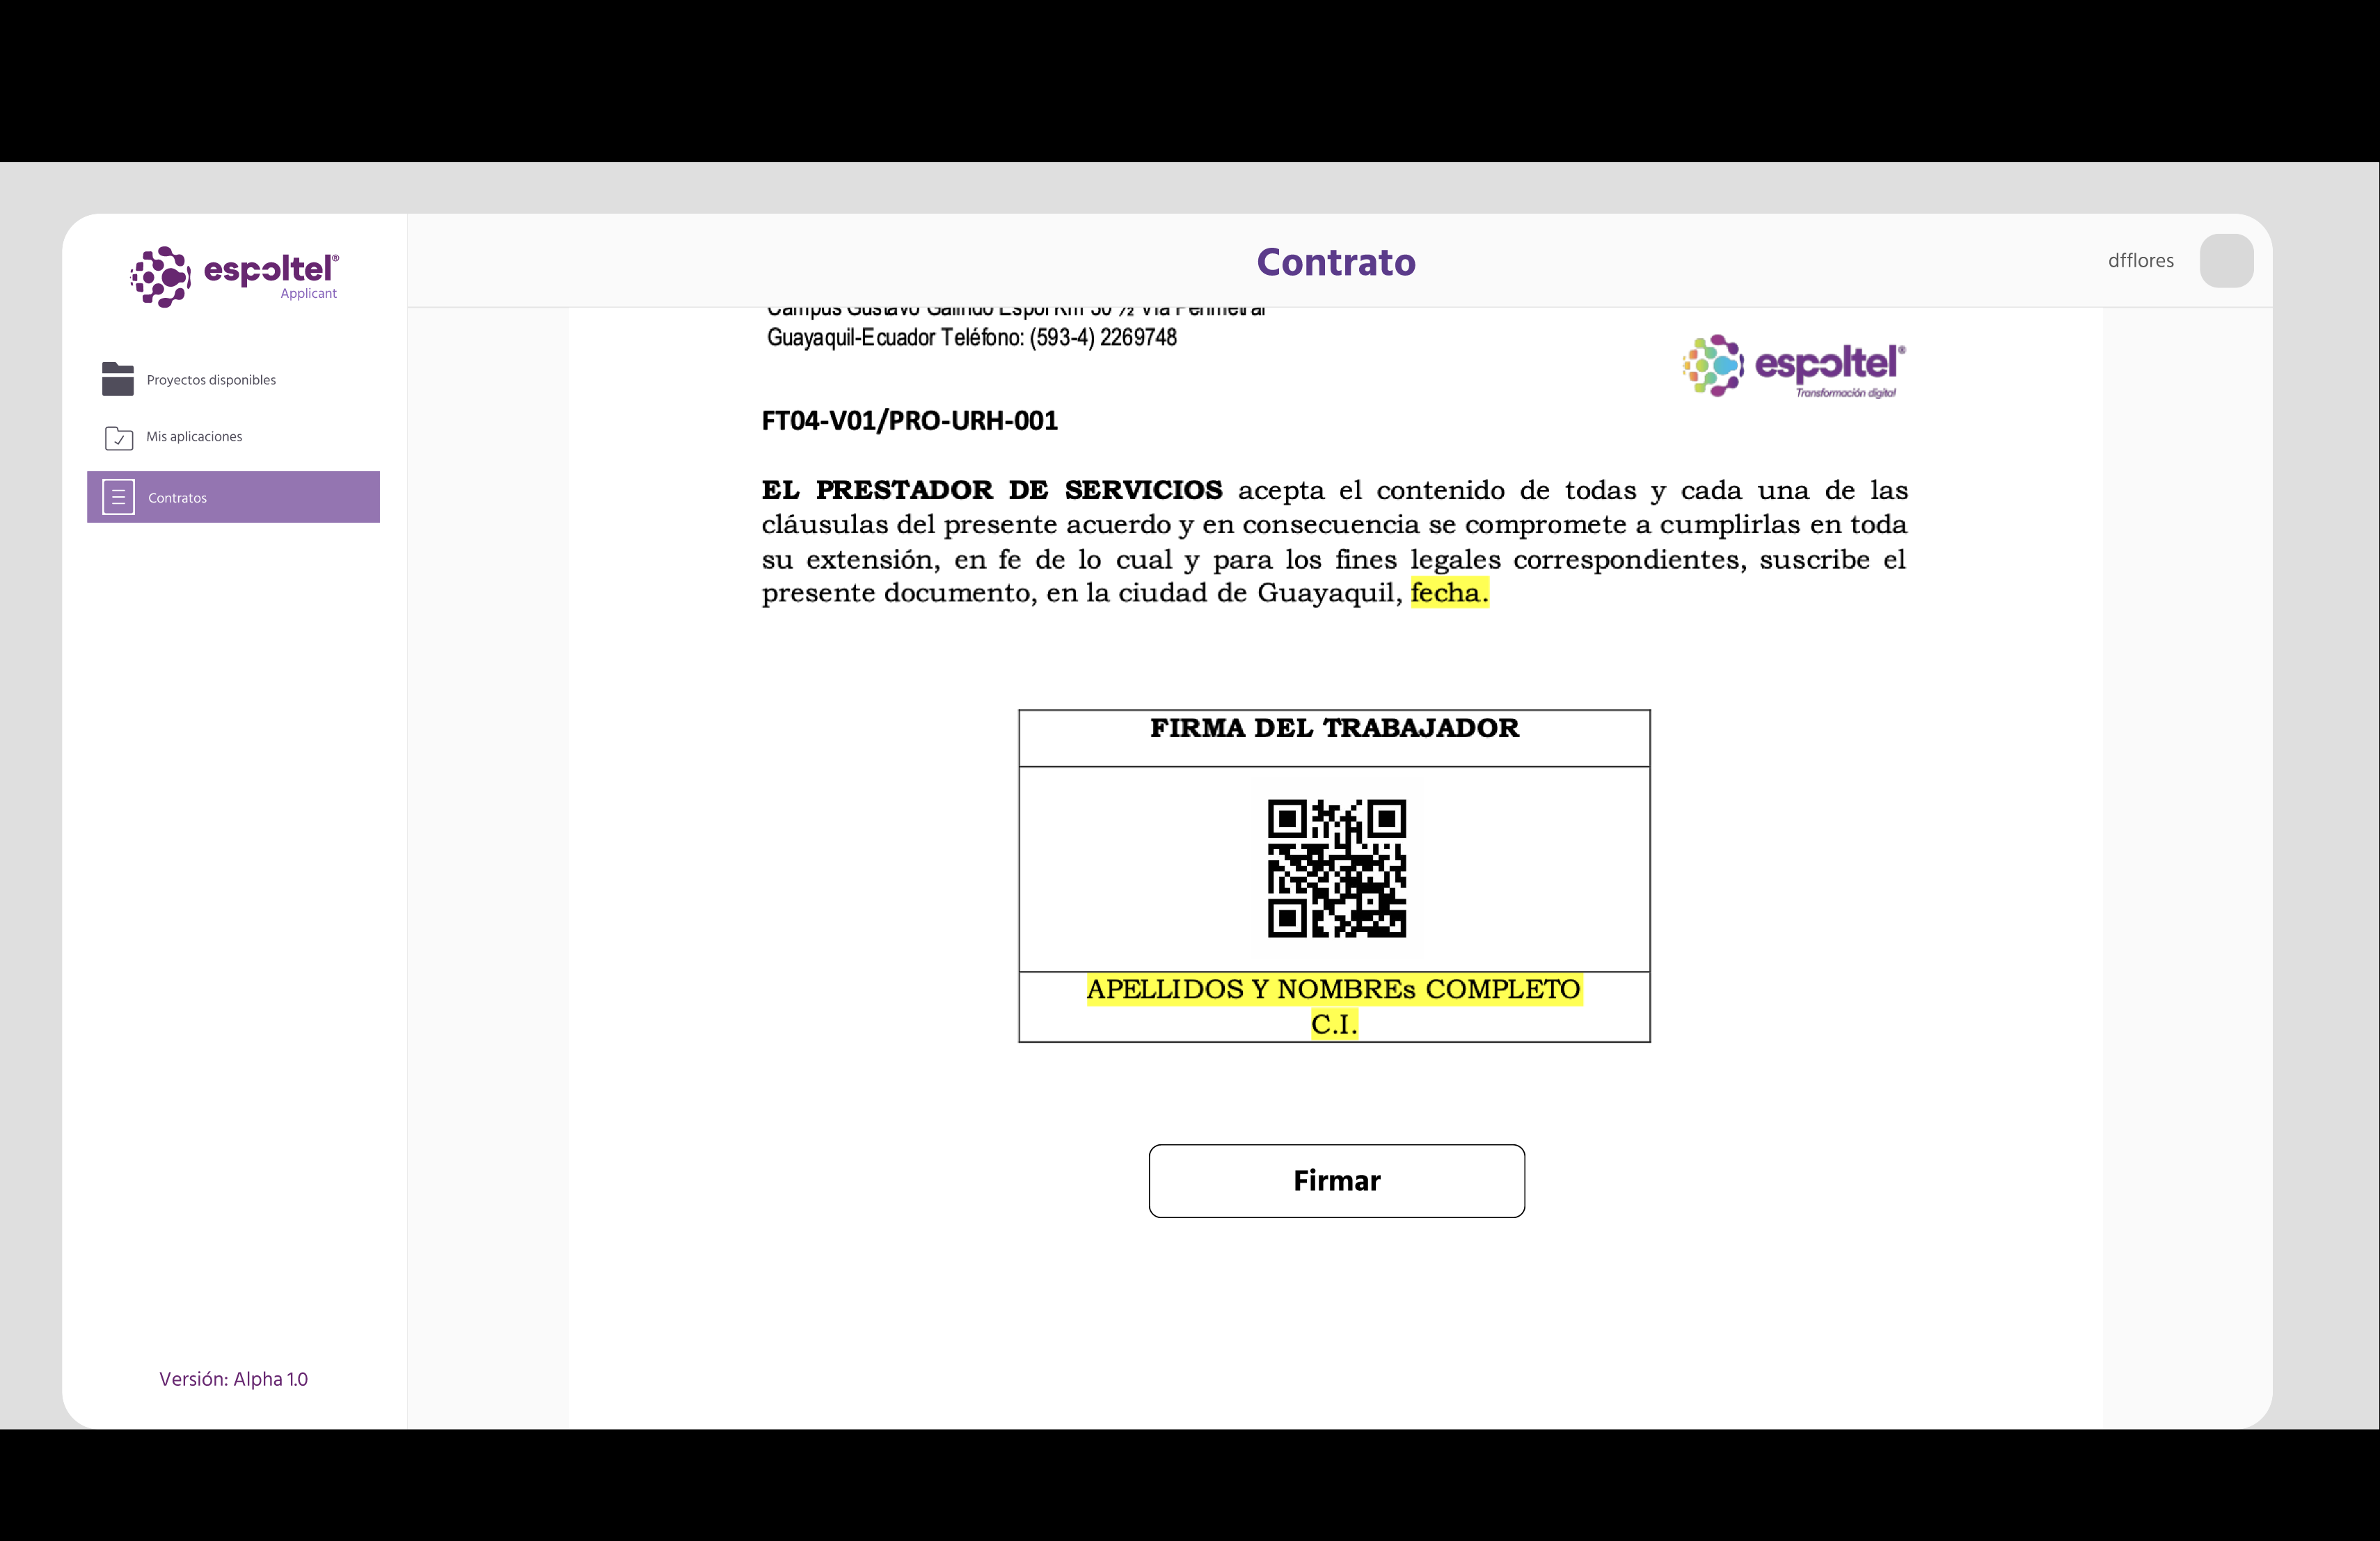 espoltel®
Applicant
Proyectos disponibles
Mis aplicaciones
Contratos
Versión: Alpha 1.0
Contrato
dfflores
Campus Gustavo Galindo Espol Km 30 ½ Vía Perimetral
Guayaquil-Ecuador Teléfono: (593-4) 2269748
espoltel®
Transformación digital
FT04-V01/PRO-URH-001
EL PRESTADOR DE SERVICIOS acepta el contenido de todas y cada una de las
cláusulas del presente acuerdo y en consecuencia se compromete a cumplirlas en toda
su extensión, en fe de lo cual y para los fines legales correspondientes, suscribe el
presente documento, en la ciudad de Guayaquil, fecha.
FIRMA DEL TRABAJADOR
APELLIDOS Y NOMBREs COMPLETO
C.I.
Firmar